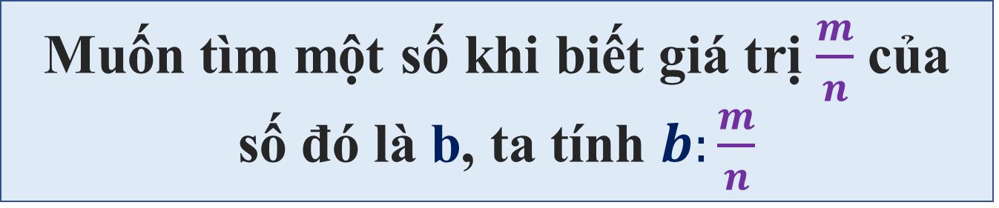 Muốn tìm một số khi biết giá trị m/n của
số đó là b, ta tính b: m/n